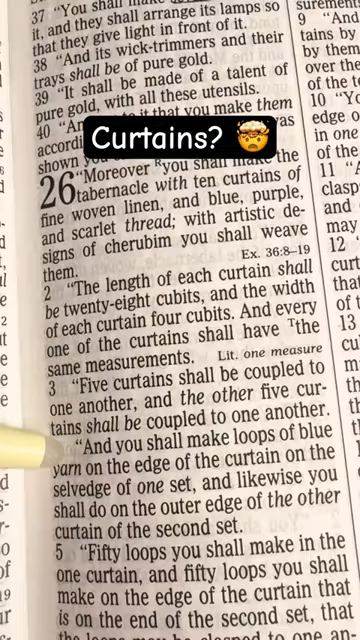 37 "You shall make
it, and they shall arrange its lamps so
that they give light in front of it.
38 "And its wick-trimmers and their
trays shall be of pure gold.
39 "It shall be made of a talent of
pure gold, with all these utensils.
40 "And to it that you make them
accordi
shown you
Curtains? 🤯
26 "Moreover ᴿyou shall make the
tabernacle with ten curtains of
fine woven linen, and blue, purple,
and scarlet thread; with artistic de-
signs of cherubim you shall weave
them. Ex. 36:8–19
2 "The length of each curtain shall
be twenty-eight cubits, and the width
of each curtain four cubits. And every
one of the curtains shall have ᵀthe
same measurements. Lit. one measure
3 "Five curtains shall be coupled to
one another, and the other five cur-
tains shall be coupled to one another.
"And you shall make loops of blue
yarn on the edge of the curtain on the
selvedge of one set, and likewise you
shall do on the outer edge of the other
curtain of the second set.
5 "Fifty loops you shall make in the
one curtain, and fifty loops you shall
make on the edge of the curtain that
is on the end of the second set, that
surement
9 "And
tains by
by them
over the
of the
10 "Yo
edge o
in one
of the
11 "A
clasp
and
may
12
cur
that
of
the
13